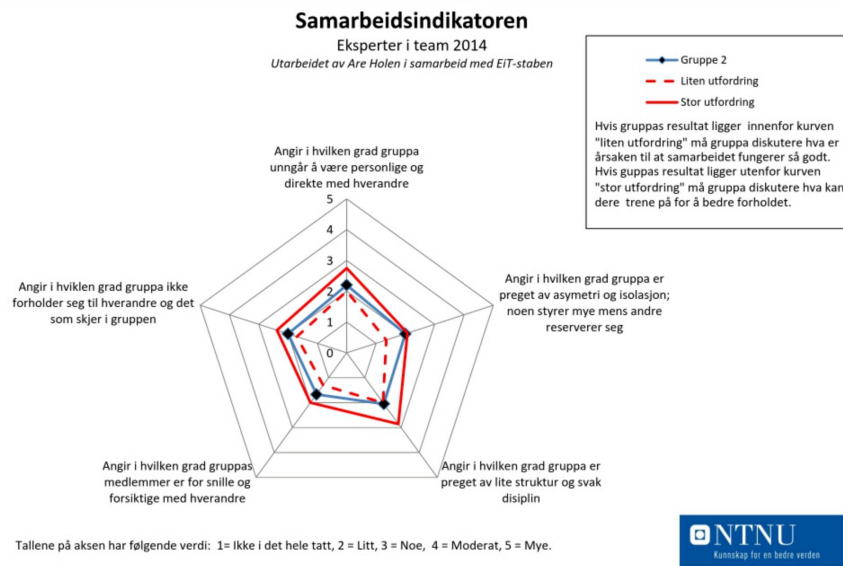 Samarbeidsindikatoren
Eksperter i team 2014
Utarbeidet av Are Holen i samarbeid med EiT-staben
Gruppe 2
Liten utfordring
Stor utfordring
Hvis gruppas resultat ligger innenfor kurven
"liten utfordring" må gruppa diskutere hva er
årsaken til at samarbeidet fungerer så godt.
Hvis guppas resultat ligger utenfor kurven
"stor utfordring" må gruppa diskutere hva kan
dere trene på for å bedre forholdet.
Angir i hvilken grad gruppa
unngår å være personlige og
direkte med hverandre
5
4
3
2
1
0
Angir i hviklen grad gruppa ikke
forholder seg til hverandre og det
som skjer i gruppen
Angir i hvilken grad gruppa er
preget av asymetri og isolasjon;
noen styrer mye mens andre
reserverer seg
Angir i hvilken grad gruppas
medlemmer er for snille og
forsiktige med hverandre
Angir i hvilken grad gruppa er
preget av lite struktur og svak
disiplin
Tallene på aksen har følgende verdi: 1= Ikke i det hele tatt, 2 = Litt, 3 = Noe, 4 = Moderat, 5 = Mye.
NTNU
Kunnskap for en bedre verden